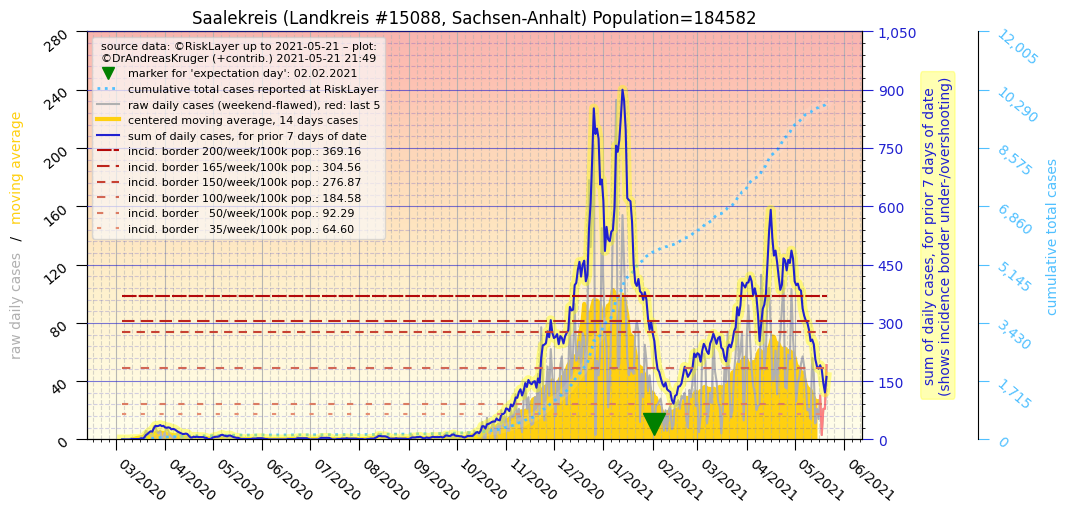 Saalekreis (Landkreis #15088, Sachsen-Anhalt) Population=184582
source data: ©RiskLayer up to 2021-05-21 – plot:
©DrAndreasKruger (+contrib.) 2021-05-21 21:49
marker for 'expectation day': 02.02.2021
cumulative total cases reported at RiskLayer
raw daily cases (weekend-flawed), red: last 5
centered moving average, 14 days cases
sum of daily cases, for prior 7 days of date
incid. border 200/week/100k pop.: 369.16
incid. border 165/week/100k pop.: 304.56
incid. border 150/week/100k pop.: 276.87
incid. border 100/week/100k pop.: 184.58
incid. border   50/week/100k pop.: 92.29
incid. border   35/week/100k pop.: 64.60
raw daily cases / moving average
280
240
200
160
120
80
40
0
03/2020
04/2020
05/2020
06/2020
07/2020
08/2020
09/2020
10/2020
11/2020
12/2020
01/2021
02/2021
03/2021
04/2021
05/2021
06/2021
1,050
900
750
600
450
300
150
0
sum of daily cases, for prior 7 days of date
(shows incidence border under-/overshooting)
12,005
10,290
8,575
6,860
5,145
3,430
1,715
0
cumulative total cases